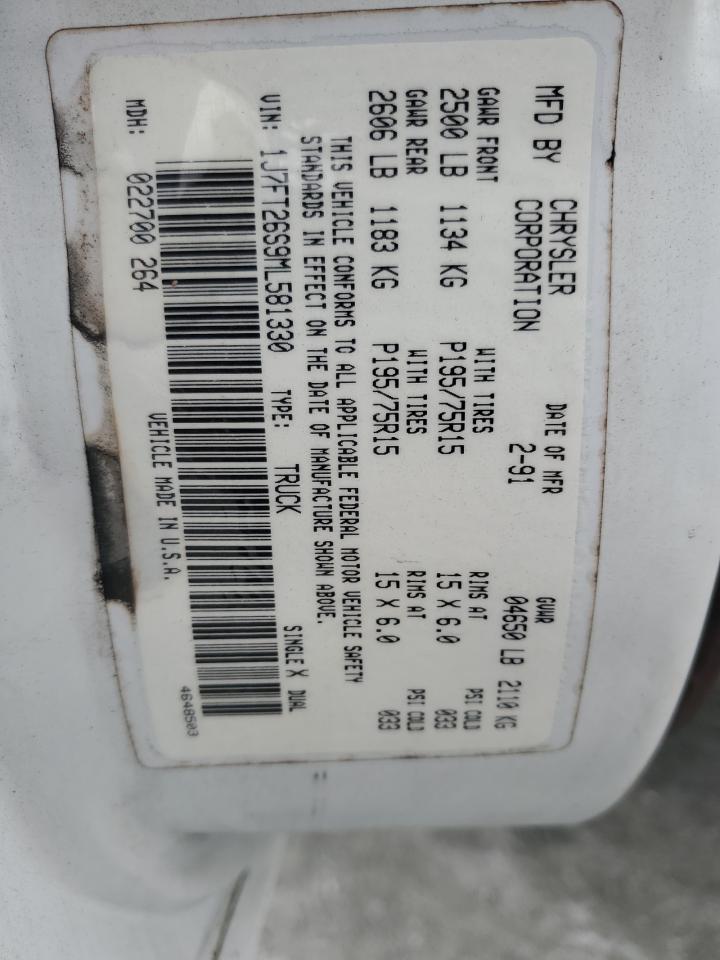 MFD BY CHRYSLER CORPORATION DATE OF MFR 2-91 GVWR 04650 LB 2110 KG
GAWR FRONT WITH TIRES RIMS AT PSI COLD
2500 LB 1134 KG P195/75R15 15 X 6.0 033
GAWR REAR WITH TIRES RIMS AT PSI COLD
2606 LB 1183 KG P195/75R15 15 X 6.0 033
THIS VEHICLE CONFORMS TO ALL APPLICABLE FEDERAL MOTOR VEHICLE SAFETY
STANDARDS IN EFFECT ON THE DATE OF MANUFACTURE SHOWN ABOVE.
VIN: 1J7FT26S9ML581330 TYPE: TRUCK SINGLE X DUAL
MDH: 022700 264 VEHICLE MADE IN U.S.A. 4648503